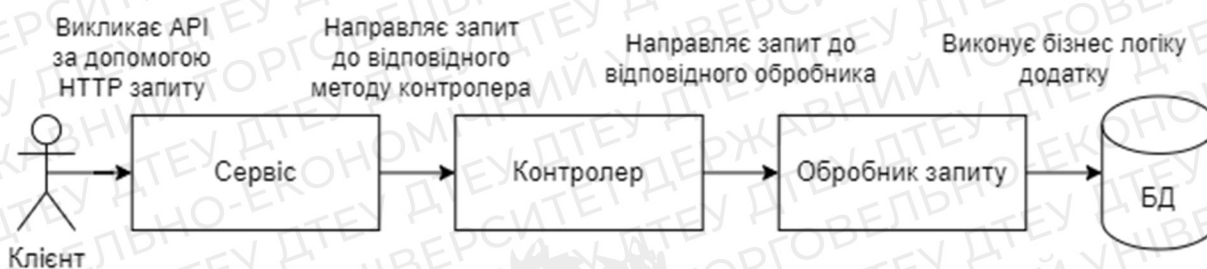 Викликає API
за допомогою
HTTP запиту
Направляє запит
до відповідного
методу контролера
Направляє запит до
відповідного обробника
Виконує бізнес логіку
додатку
Сервіс
Контролер
Обробник запиту
БД
Клієнт